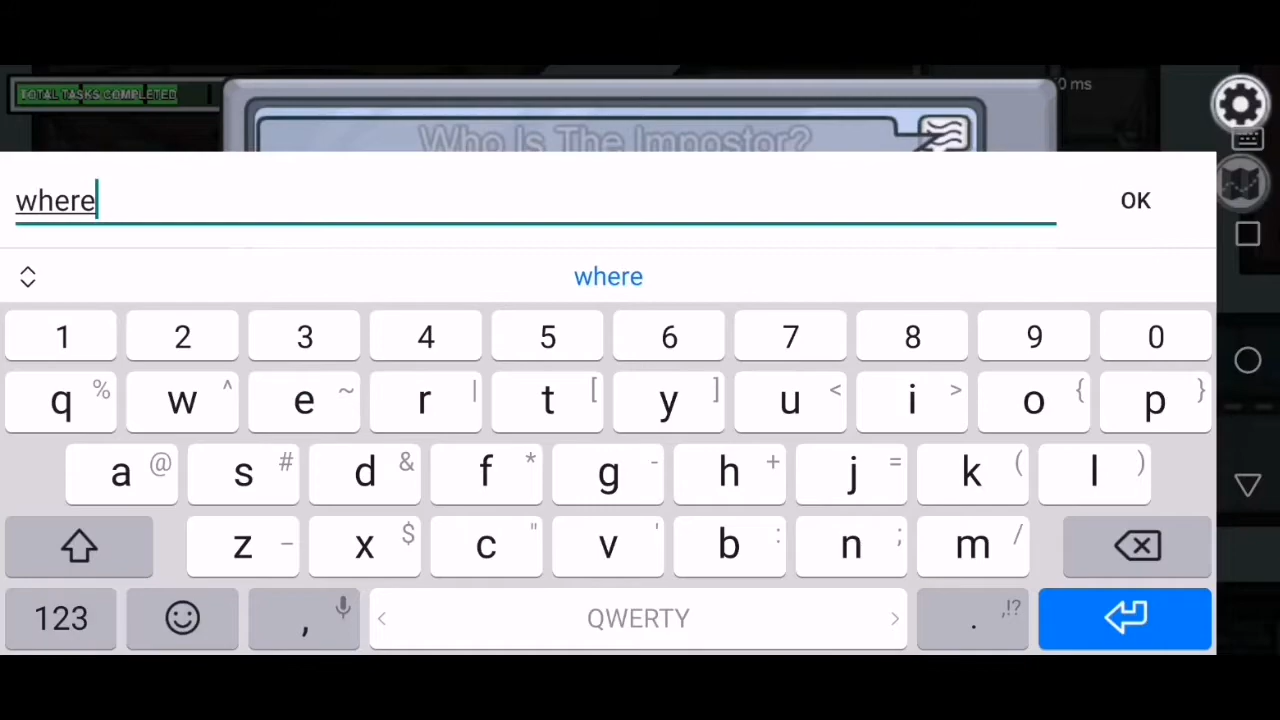 TOTAL TASKS COMPLETED
0 ms
Who Is The Impostor?
where
OK
where
1 2 3 4 5 6 7 8 9 0
q % w ^ e ~ r | t [ y ] u < i > o { p }
a @ s # d & f * g - h + j = k ( l )
z _ x $ c " v ' b : n ; m /
123 , < QWERTY > . ,!?